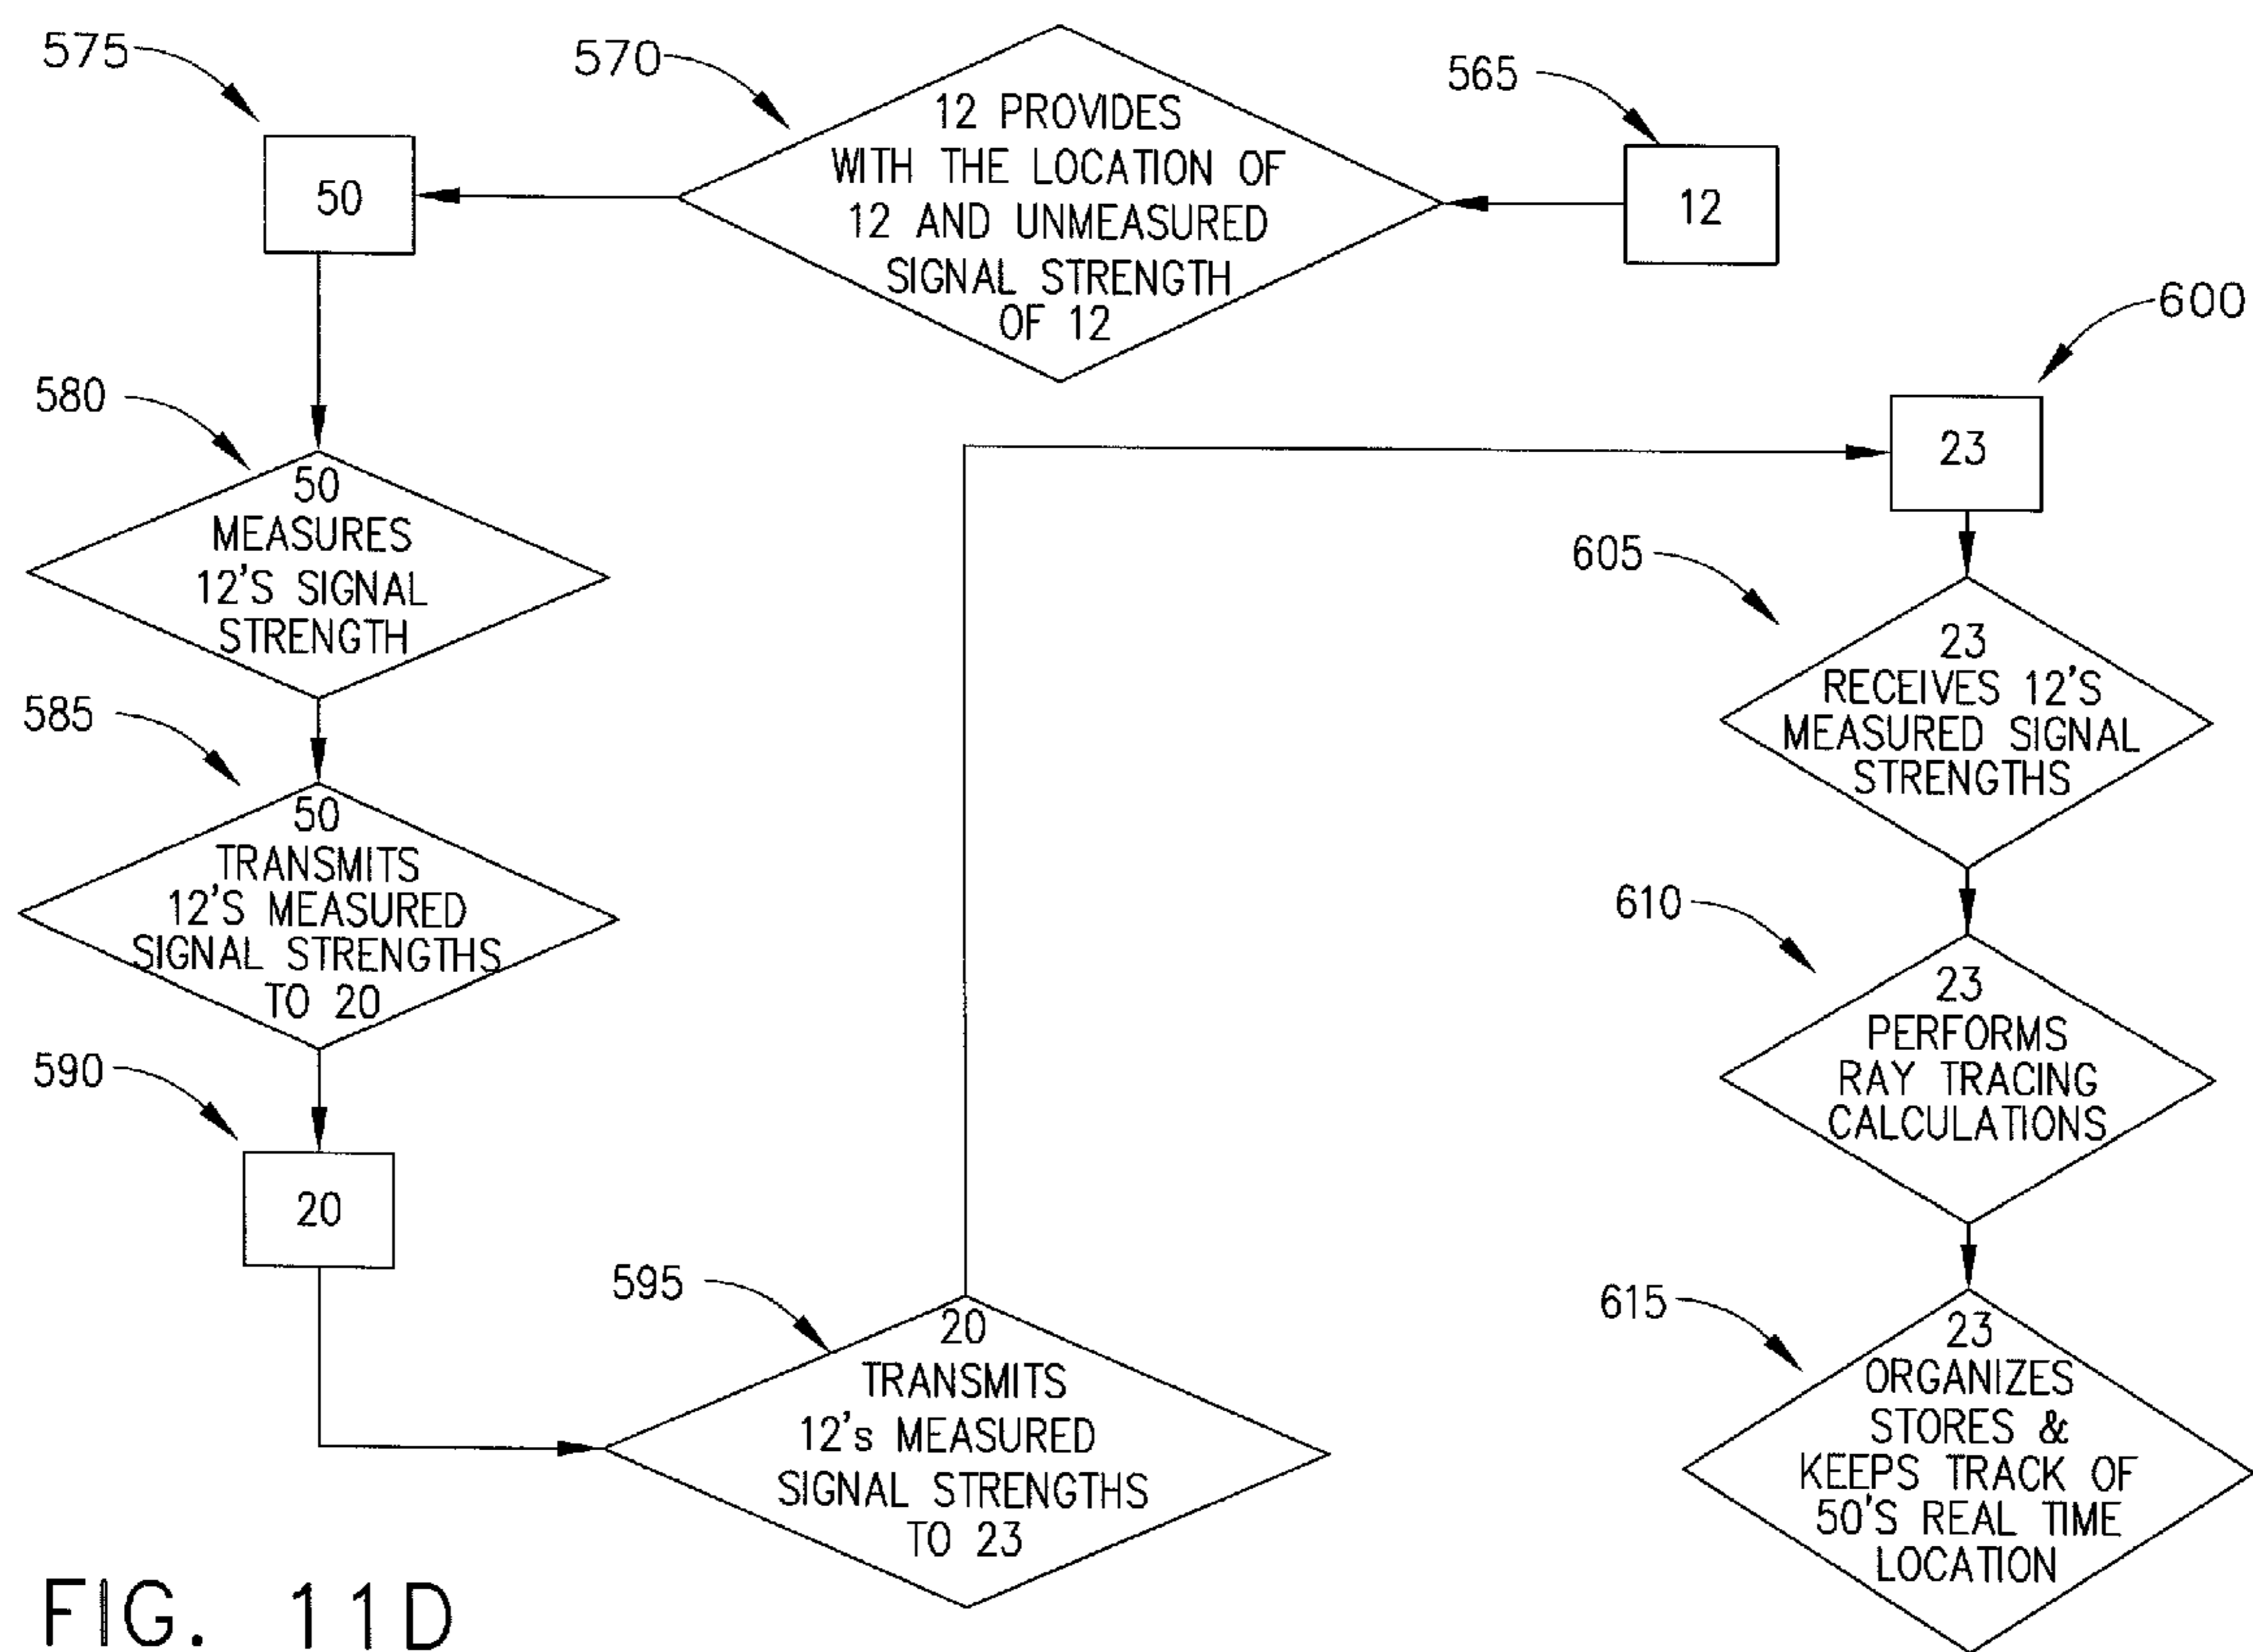 575
570
565
12 PROVIDES
WITH THE LOCATION OF
12 AND UNMEASURED
SIGNAL STRENGTH
OF 12
50
12
600
580
23
50
MEASURES
12'S SIGNAL
STRENGTH
605
23
RECEIVES 12'S
MEASURED SIGNAL
STRENGTHS
585
50
TRANSMITS
12'S MEASURED
SIGNAL STRENGTHS
TO 20
610
23
PERFORMS
RAY TRACING
CALCULATIONS
590
20
595
20
TRANSMITS
12's MEASURED
SIGNAL STRENGTHS
TO 23
615
23
ORGANIZES
STORES &
KEEPS TRACK OF
50'S REAL TIME
LOCATION
FIG. 11D